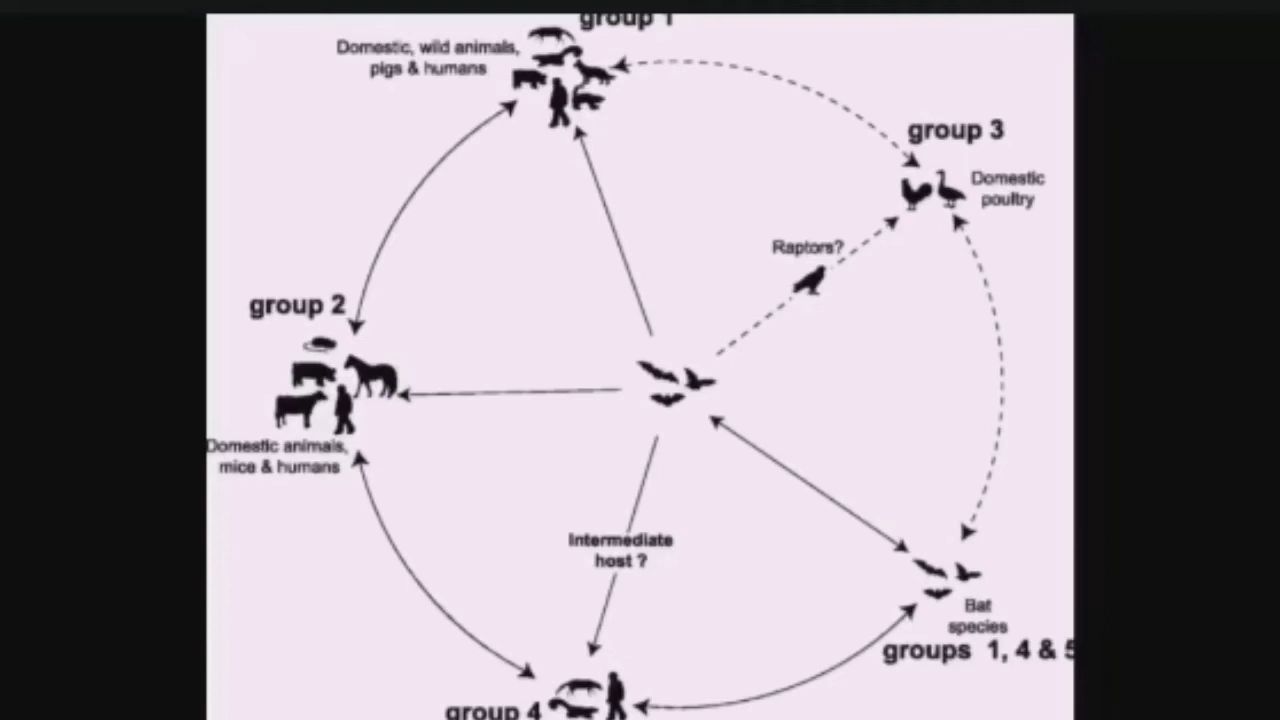 group 1
Domestic, wild animals,
pigs & humans
group 3
Domestic
poultry
Raptors?
group 2
Domestic animals,
mice & humans
Intermediate
host ?
Bat
species
groups 1, 4 & 5
group 4